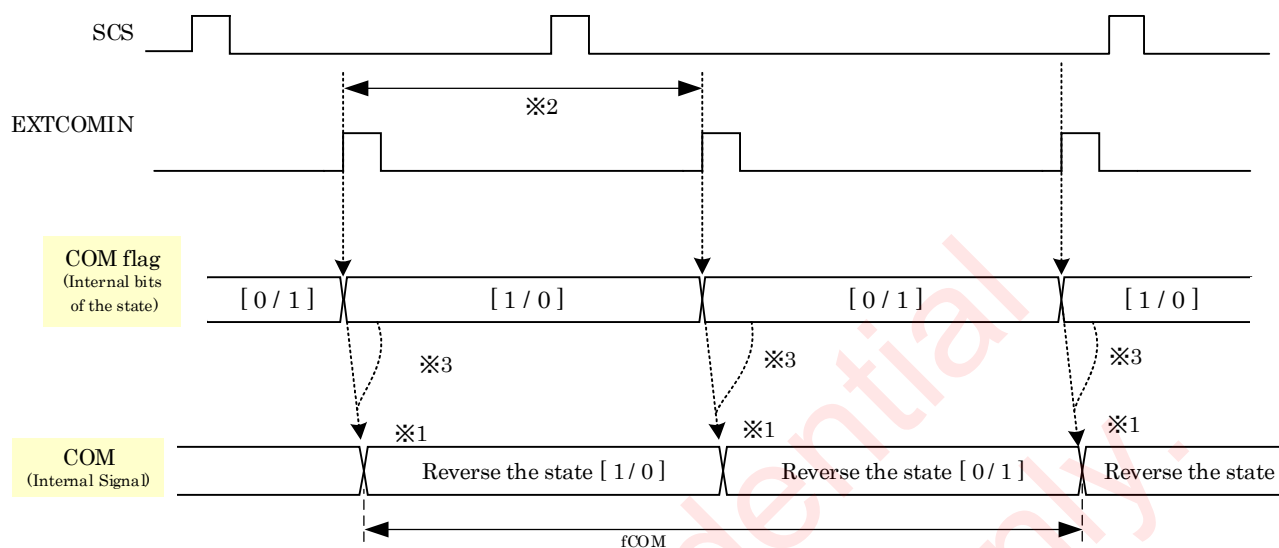 SCS
※2
EXTCOMIN
COM flag
(Internal bits
of the state)
[ 0 / 1 ]
[ 1 / 0 ]
[ 0 / 1 ]
[ 1 / 0 ]
※3
※3
※3
※1
※1
※1
COM
(Internal Signal)
Reverse the state [ 1 / 0 ]
Reverse the state [ 0 / 1 ]
Reverse the state
fCOM
dential
nly.